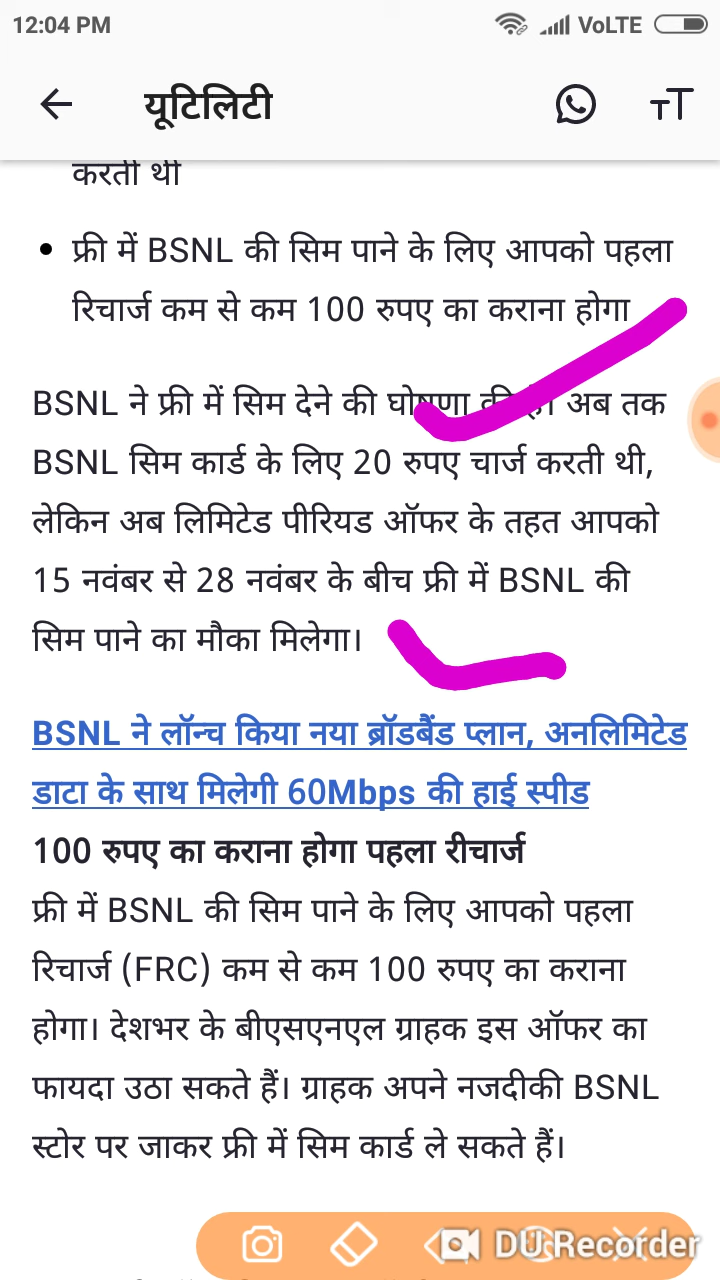 12:04 PM
VoLTE
यूटिलिटी
TT
करती थी
• फ्री में BSNL की सिम पाने के लिए आपको पहला
रिचार्ज कम से कम 100 रुपए का कराना होगा
BSNL ने फ्री में सिम देने की घोषणा की है। अब तक
BSNL सिम कार्ड के लिए 20 रुपए चार्ज करती थी,
लेकिन अब लिमिटेड पीरियड ऑफर के तहत आपको
15 नवंबर से 28 नवंबर के बीच फ्री में BSNL की
सिम पाने का मौका मिलेगा।
BSNL ने लॉन्च किया नया ब्रॉडबैंड प्लान, अनलिमिटेड
डाटा के साथ मिलेगी 60Mbps की हाई स्पीड
100 रुपए का कराना होगा पहला रीचार्ज
फ्री में BSNL की सिम पाने के लिए आपको पहला
रिचार्ज (FRC) कम से कम 100 रुपए का कराना
होगा। देशभर के बीएसएनएल ग्राहक इस ऑफर का
फायदा उठा सकते हैं। ग्राहक अपने नजदीकी BSNL
स्टोर पर जाकर फ्री में सिम कार्ड ले सकते हैं।
DU Recorder